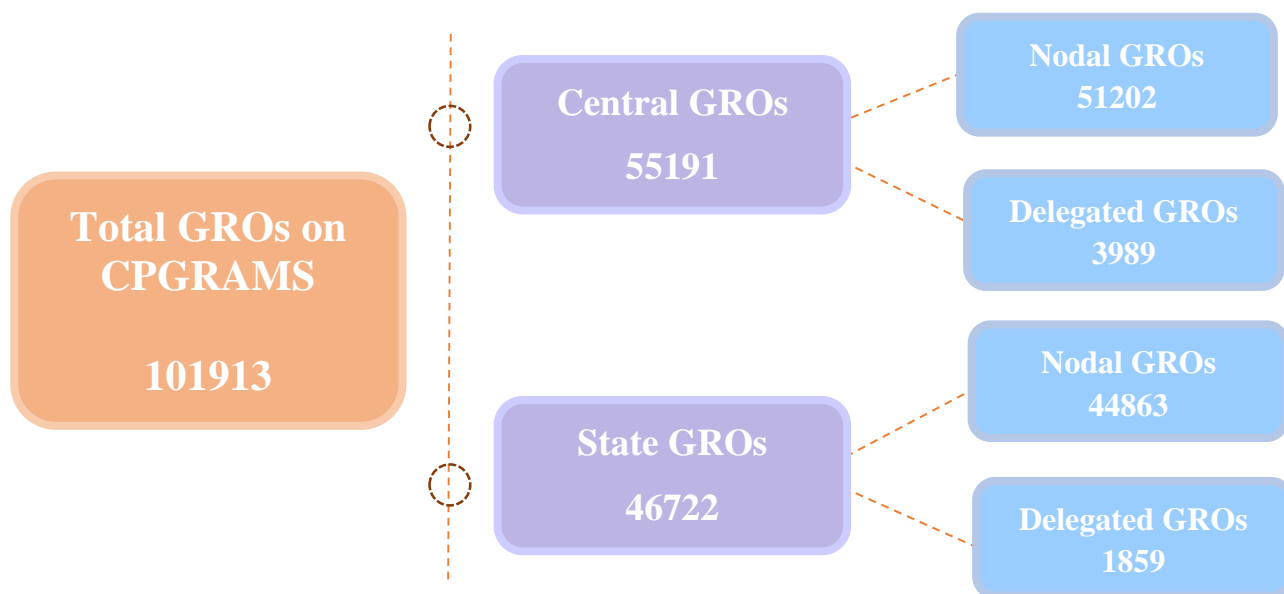 Total GROs on
CPGRAMS
101913
Central GROs
55191
Nodal GROs
51202
Delegated GROs
3989
State GROs
46722
Nodal GROs
44863
Delegated GROs
1859